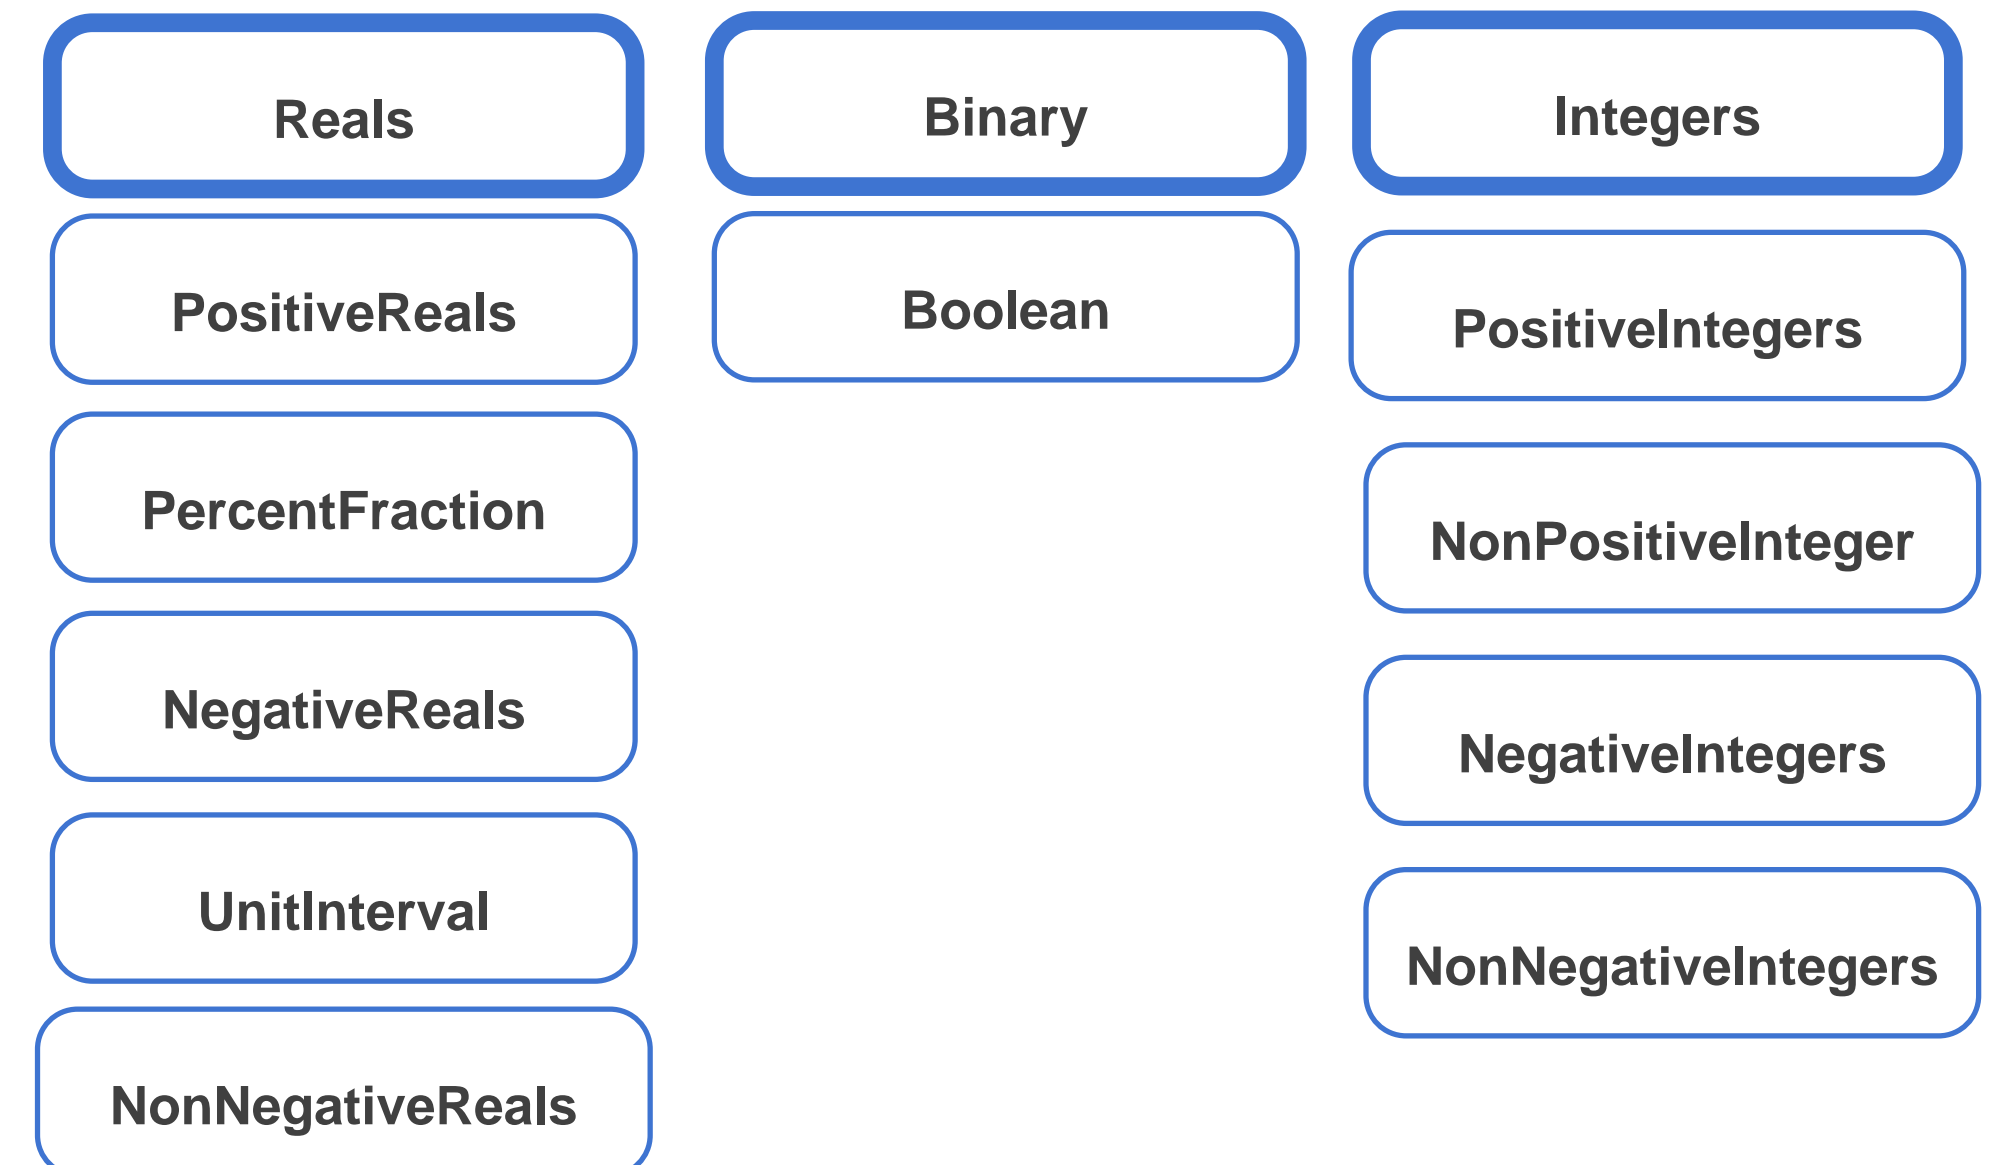 Reals
PositiveReals
PercentFraction
NegativeReals
UnitInterval
NonNegativeReals
Binary
Boolean
Integers
PositiveIntegers
NonPositiveInteger
NegativeIntegers
NonNegativeIntegers